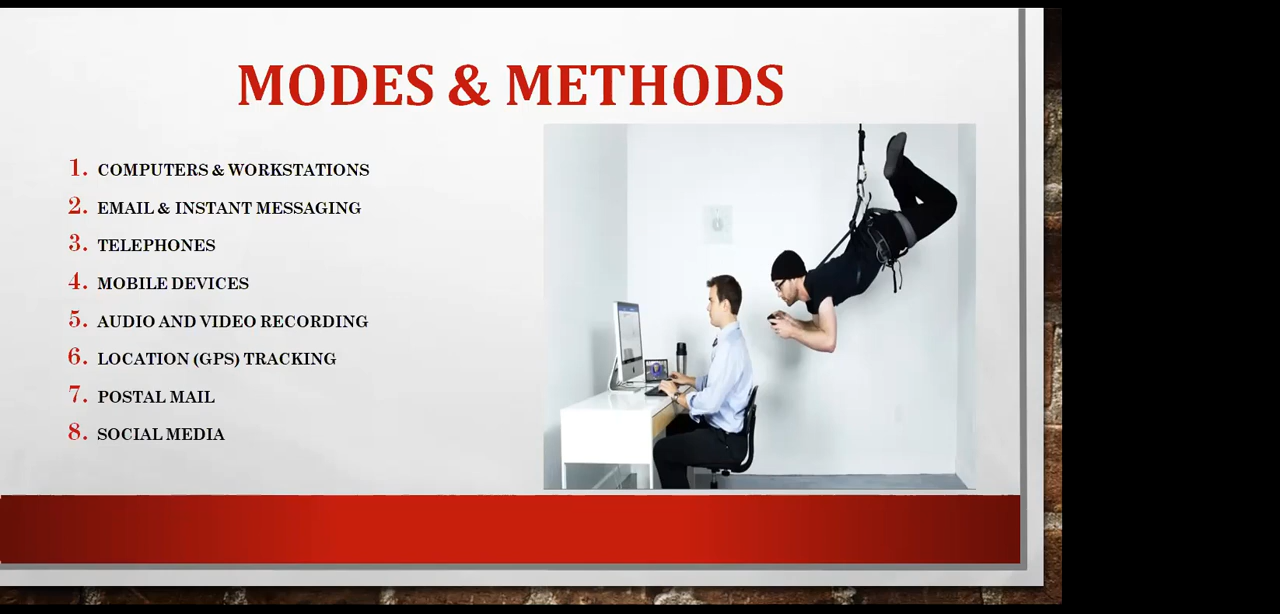 MODES & METHODS
1. COMPUTERS & WORKSTATIONS
2. EMAIL & INSTANT MESSAGING
3. TELEPHONES
4. MOBILE DEVICES
5. AUDIO AND VIDEO RECORDING
6. LOCATION (GPS) TRACKING
7. POSTAL MAIL
8. SOCIAL MEDIA